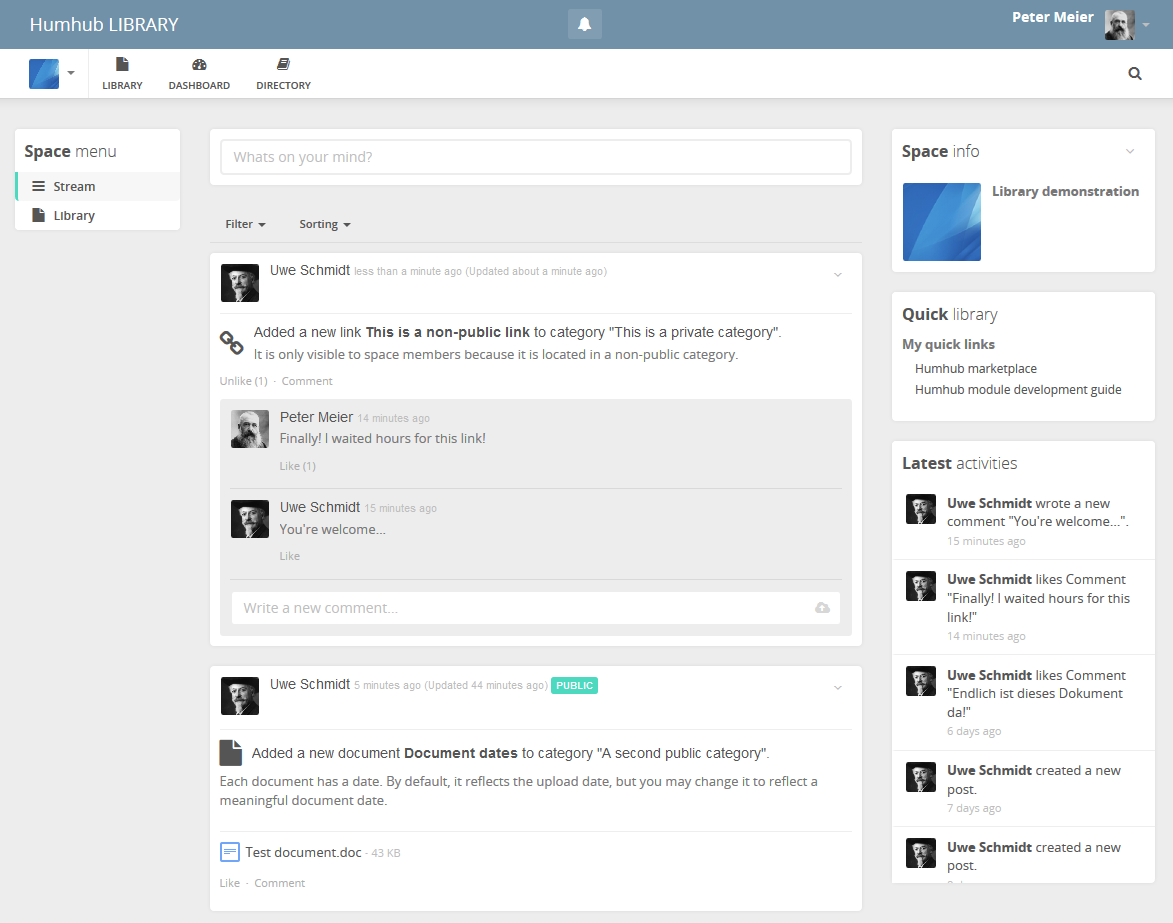 Humhub LIBRARY
Peter Meier
LIBRARY
DASHBOARD
DIRECTORY
Space menu
Stream
LIbrary
Whats on your mind?
Filter
Sorting
Uwe Schmidt less than a minute ago (Updated about a minute ago)
Added a new link This is a non-public link to category "This is a private category".
It is only visible to space members because it is located in a non-public category.
Unlike (1) · Comment
Peter Meier 14 minutes ago
Finally! I waited hours for this link!
Like (1)
Uwe Schmidt 15 minutes ago
You're welcome...
Like
Write a new comment...
Uwe Schmidt 5 minutes ago (Updated 44 minutes ago) PUBLIC
Added a new document Document dates to category "A second public category".
Each document has a date. By default, it reflects the upload date, but you may change it to reflect a
meaningful document date.
Test document.doc - 43 KB
Like · Comment
Space info
Library demonstration
Quick library
My quick links
Humhub marketplace
Humhub module development guide
Latest activities
Uwe Schmidt wrote a new
comment "You're welcome...".
15 minutes ago
Uwe Schmidt likes Comment
"Finally! I waited hours for this
link!"
14 minutes ago
Uwe Schmidt likes Comment
"Endlich ist dieses Dokument
da!"
6 days ago
Uwe Schmidt created a new
post.
7 days ago
Uwe Schmidt created a new
post.